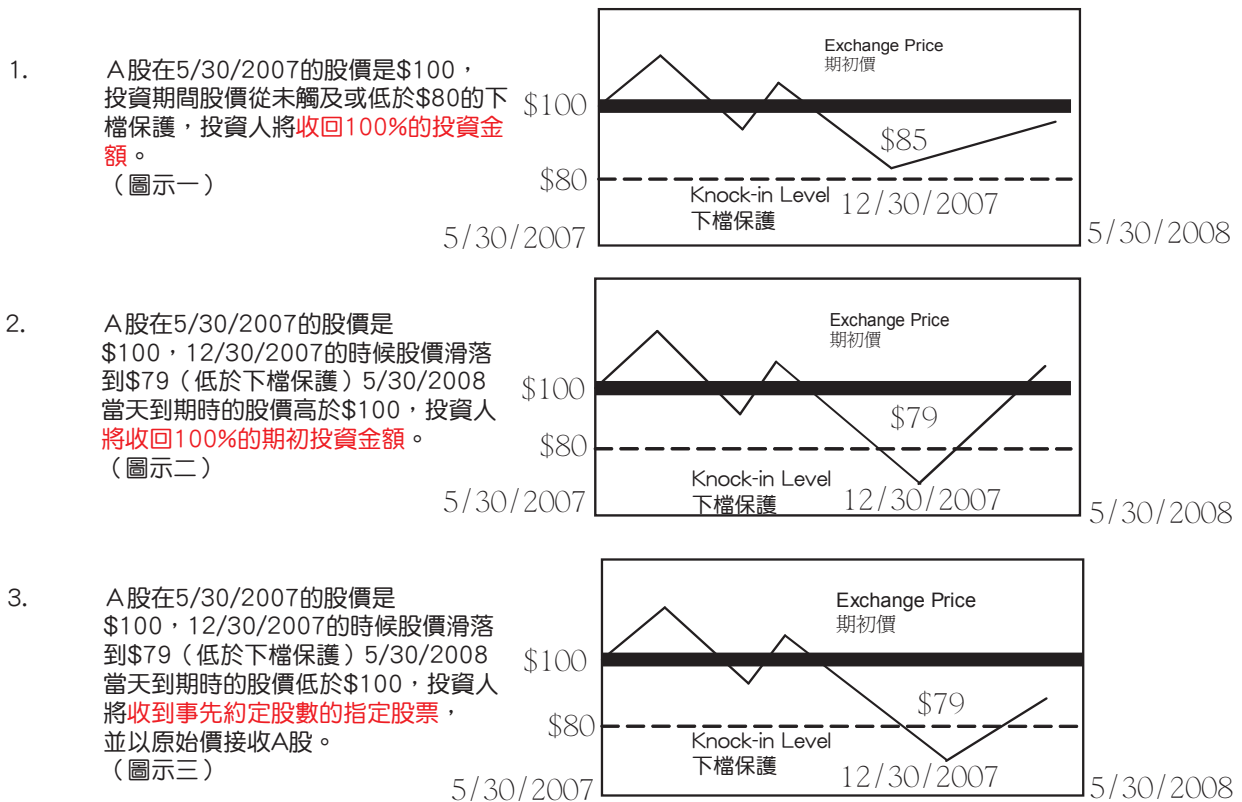 1.
A股在5/30/2007的股價是$100，
投資期間股價從未觸及或低於$80的下
檔保護，投資人將收回100%的投資金
額。
（圖示一）
Exchange Price
期初價
$100
$85
$80
Knock-in Level
下檔保護
12/30/2007
5/30/2007
5/30/2008
2.
A股在5/30/2007的股價是
$100，12/30/2007的時候股價滑落
到$79（低於下檔保護）5/30/2008
當天到期時的股價高於$100，投資人
將收回100%的期初投資金額。
（圖示二）
Exchange Price
期初價
$100
$79
$80
Knock-in Level
下檔保護
12/30/2007
5/30/2007
5/30/2008
3.
A股在5/30/2007的股價是
$100，12/30/2007的時候股價滑落
到$79（低於下檔保護）5/30/2008
當天到期時的股價低於$100，投資人
將收到事先約定股數的指定股票，
並以原始價接收A股。
（圖示三）
Exchange Price
期初價
$100
$79
$80
Knock-in Level
下檔保護
12/30/2007
5/30/2007
5/30/2008